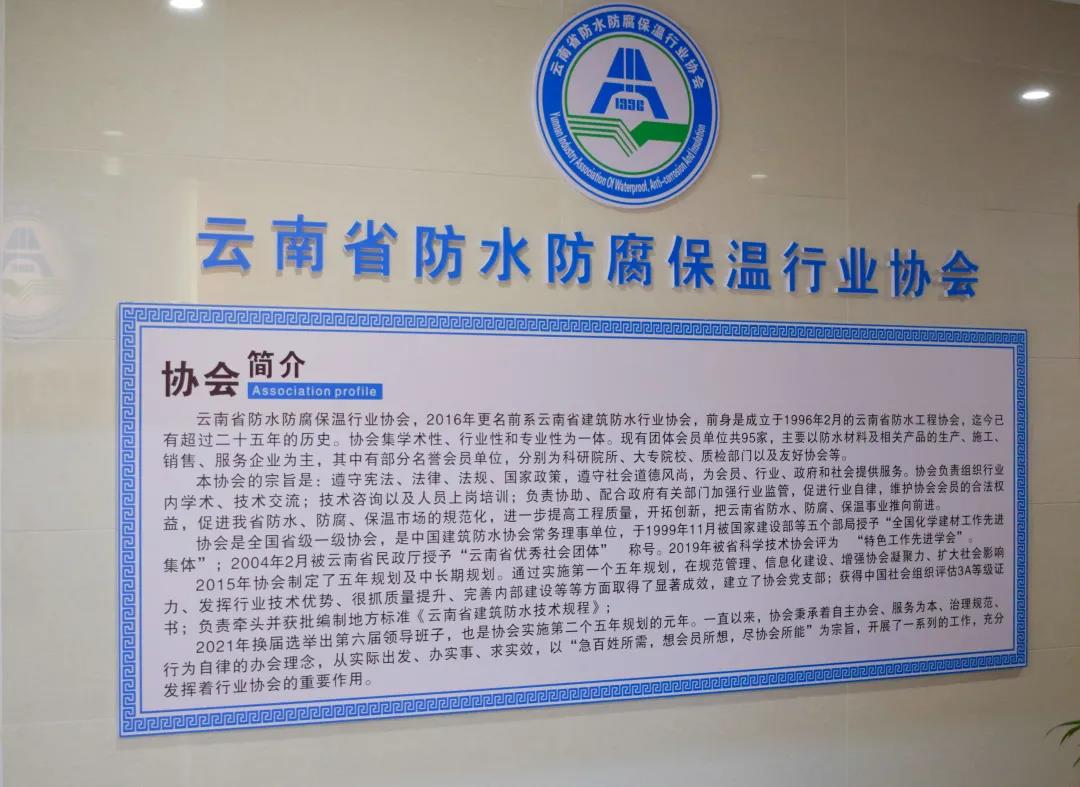 云南省防水防腐保温行业协会
1996
Yunnan Industry Association Of Waterproof, Anti-corrosion And Insulation
云南省防水防腐保温行业协会
协会简介
Association profile
云南省防水防腐保温行业协会，2016年更名前系云南省建筑防水行业协会，前身是成立于1996年2月的云南省防水工程协会，迄今已
有超过二十五年的历史。协会集学术性、行业性和专业性为一体。现有团体会员单位共95家，主要以防水材料及相关产品的生产、施工、
销售、服务企业为主，其中有部分名誉会员单位，分别为科研院所、大专院校、质检部门以及友好协会等。
本协会的宗旨是：遵守宪法、法律、法规、国家政策，遵守社会道德风尚，为会员、行业、政府和社会提供服务。协会负责组织行业
内学术、技术交流；技术咨询以及人员上岗培训；负责协助、配合政府有关部门加强行业监管，促进行业自律，维护协会会员的合法权
益，促进我省防水、防腐、保温市场的规范化，进一步提高工程质量，开拓创新，把云南省防水、防腐、保温事业推向前进。
协会是全国省级一级协会，是中国建筑防水协会常务理事单位，于1999年11月被国家建设部等五个部局授予“全国化学建材工作先进
集体”；2004年2月被云南省民政厅授予“云南省优秀社会团体” 称号。2019年被省科学技术协会评为 “特色工作先进学会”。
2015年协会制定了五年规划及中长期规划。通过实施第一个五年规划，在规范管理、信息化建设、增强协会凝聚力、扩大社会影响
力、发挥行业技术优势、很抓质量提升、完善内部建设等等方面取得了显著成效，建立了协会党支部；获得中国社会组织评估3A等级证
书；负责牵头并获批编制地方标准《云南省建筑防水技术规程》；
2021年换届选举出第六届领导班子，也是协会实施第二个五年规划的元年。一直以来，协会秉承着自主办会、服务为本、治理规范、
行为自律的办会理念，从实际出发、办实事、求实效，以“急百姓所需，想会员所想，尽协会所能”为宗旨，开展了一系列的工作，充分
发挥着行业协会的重要作用。